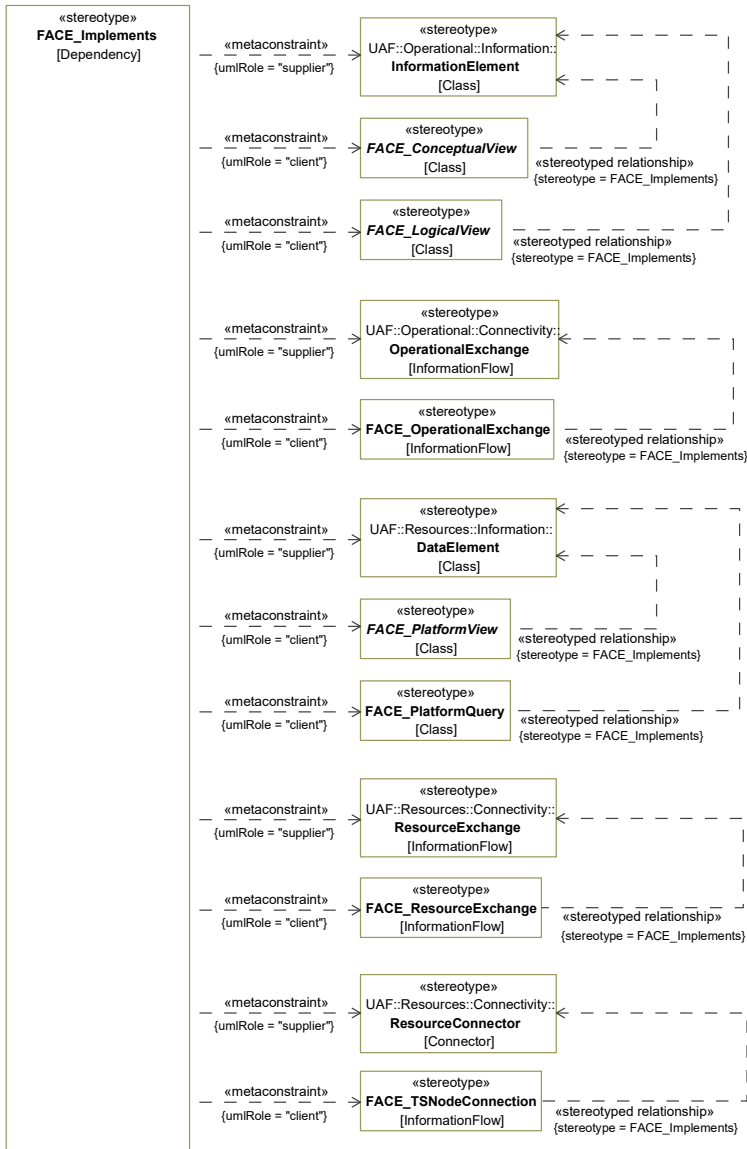 «stereotype»
FACE_Implements
[Dependency]
«metaconstraint»
{umlRole = "supplier"}
«stereotype»
UAF::Operational::Information::
InformationElement
[Class]
«metaconstraint»
{umlRole = "client"}
«stereotype»
FACE_ConceptualView
[Class]
«stereotyped relationship»
{stereotype = FACE_Implements}
«metaconstraint»
{umlRole = "client"}
«stereotype»
FACE_LogicalView
[Class]
«stereotyped relationship»
{stereotype = FACE_Implements}
«metaconstraint»
{umlRole = "supplier"}
«stereotype»
UAF::Operational::Connectivity::
OperationalExchange
[InformationFlow]
«metaconstraint»
{umlRole = "client"}
«stereotype»
FACE_OperationalExchange
[InformationFlow]
«stereotyped relationship»
{stereotype = FACE_Implements}
«metaconstraint»
{umlRole = "supplier"}
«stereotype»
UAF::Resources::Information::
DataElement
[Class]
«metaconstraint»
{umlRole = "client"}
«stereotype»
FACE_PlatformView
[Class]
«stereotyped relationship»
{stereotype = FACE_Implements}
«metaconstraint»
{umlRole = "client"}
«stereotype»
FACE_PlatformQuery
[Class]
«stereotyped relationship»
{stereotype = FACE_Implements}
«metaconstraint»
{umlRole = "supplier"}
«stereotype»
UAF::Resources::Connectivity::
ResourceExchange
[InformationFlow]
«metaconstraint»
{umlRole = "client"}
«stereotype»
FACE_ResourceExchange
[InformationFlow]
«stereotyped relationship»
{stereotype = FACE_Implements}
«metaconstraint»
{umlRole = "supplier"}
«stereotype»
UAF::Resources::Connectivity::
ResourceConnector
[Connector]
«metaconstraint»
{umlRole = "client"}
«stereotype»
FACE_TSNodeConnection
[InformationFlow]
«stereotyped relationship»
{stereotype = FACE_Implements}